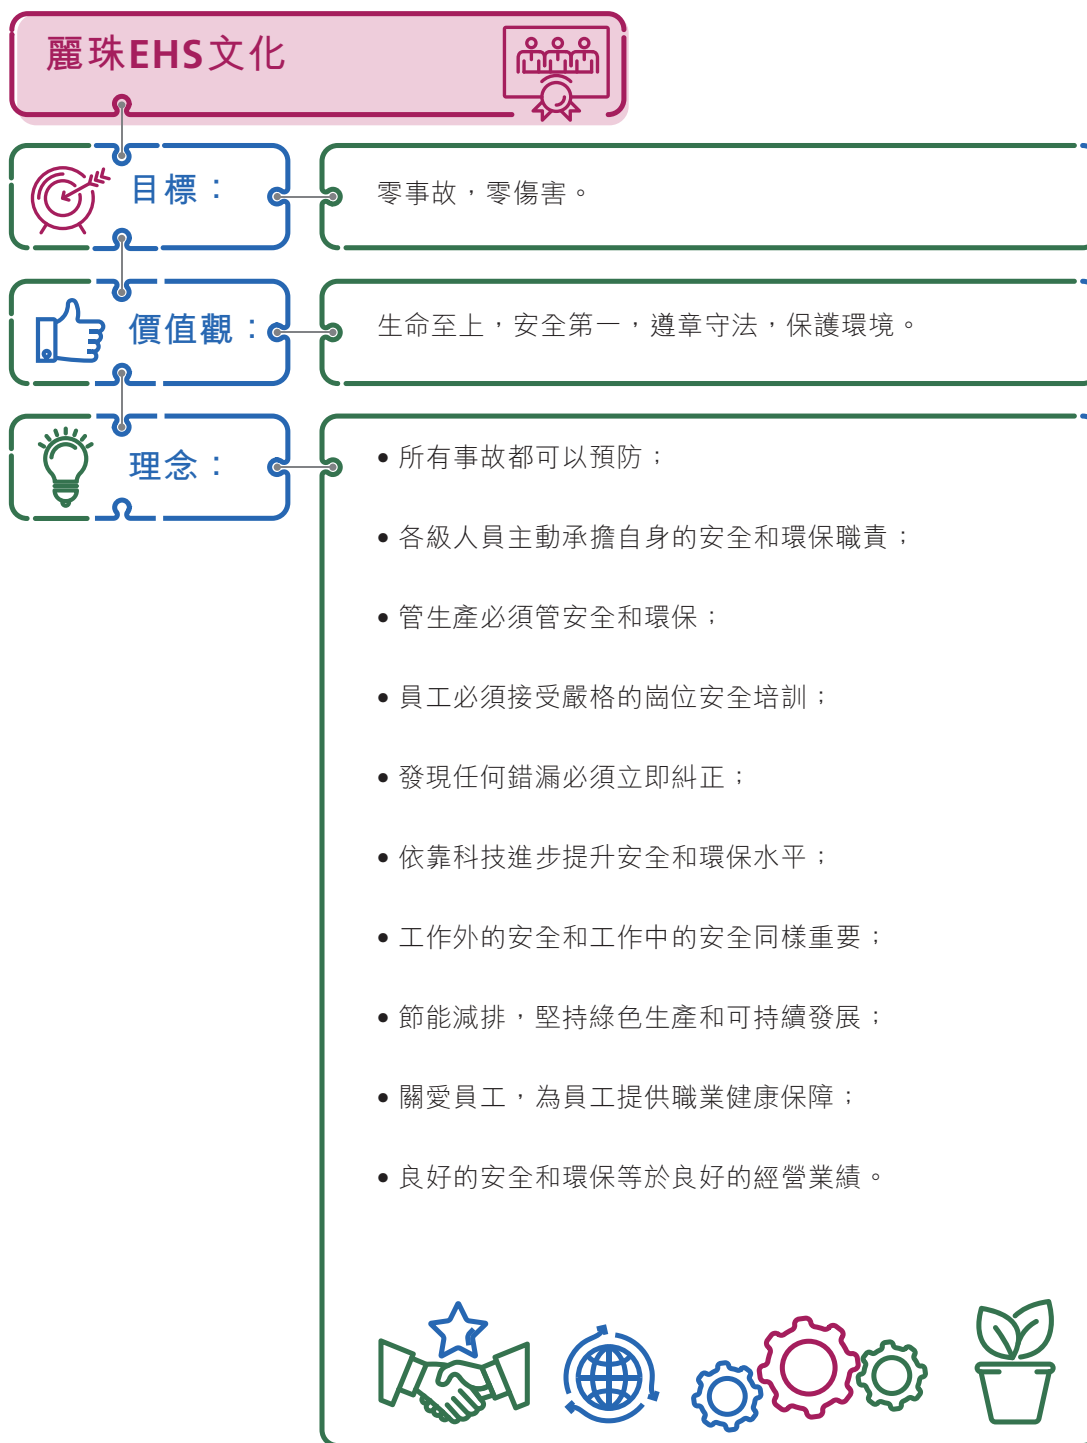 麗珠EHS文化
目標：
零事故，零傷害。
價值觀：
生命至上，安全第一，遵章守法，保護環境。
理念：
• 所有事故都可以預防；
• 各級人員主動承擔自身的安全和環保職責；
• 管生產必須管安全和環保；
• 員工必須接受嚴格的崗位安全培訓；
• 發現任何錯漏必須立即糾正；
• 依靠科技進步提升安全和環保水平；
• 工作外的安全和工作中的安全同樣重要；
• 節能減排，堅持綠色生產和可持續發展；
• 關愛員工，為員工提供職業健康保障；
• 良好的安全和環保等於良好的經營業績。